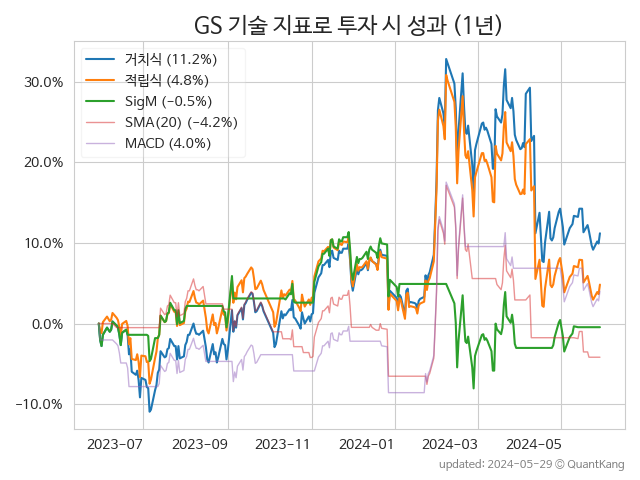 GS 기술 지표로 투자 시 성과 (1년)
거치식 (11.2%)
적립식 (4.8%)
SigM (−0.5%)
SMA(20) (−4.2%)
MACD (4.0%)
30.0%
20.0%
10.0%
0.0%
−10.0%
2023-07 2023-09 2023-11 2024-01 2024-03 2024-05
updated: 2024-05-29 © QuantKang